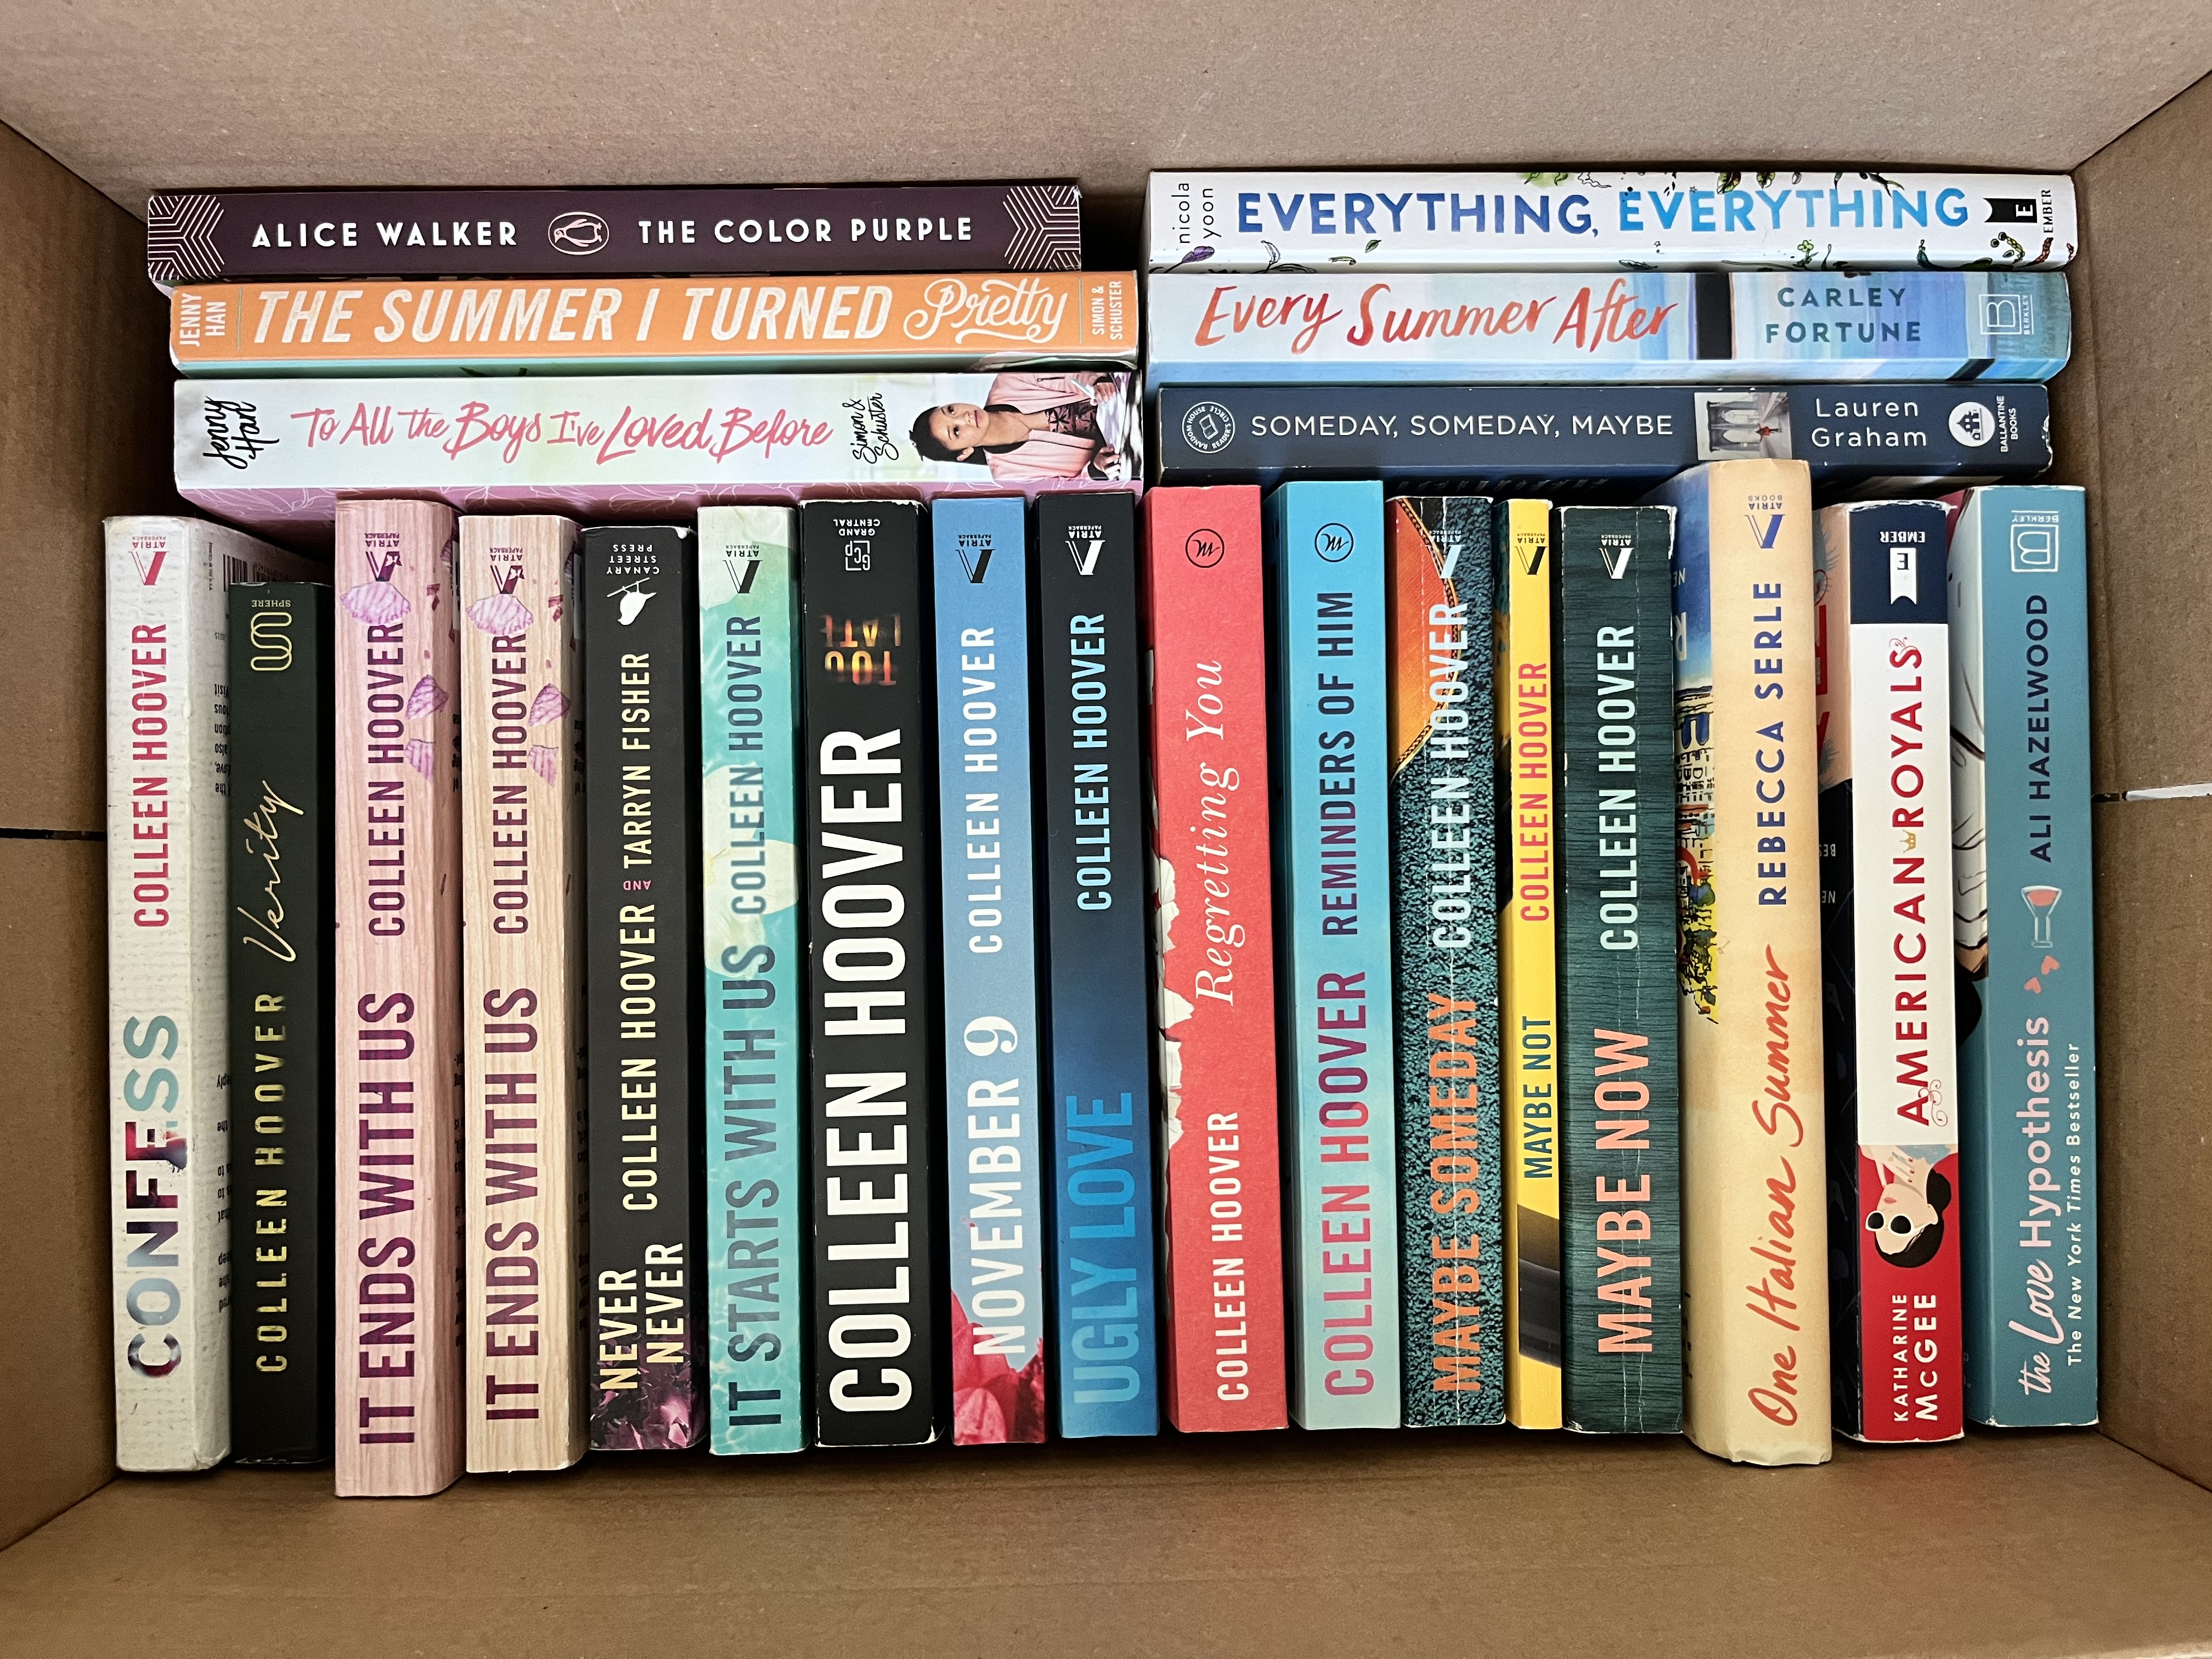 CONFESS COLLEEN HOOVER ATRIA PAPERBACK
COLLEEN HOOVER Verity SPHERE
IT ENDS WITH US COLLEEN HOOVER ATRIA PAPERBACK
IT ENDS WITH US COLLEEN HOOVER ATRIA PAPERBACK
NEVER NEVER COLLEEN HOOVER AND TARRYN FISHER CANARY STREET PRESS
IT STARTS WITH US COLLEEN HOOVER ATRIA PAPERBACK
COLLEEN HOOVER TOO LATE GCP GRAND CENTRAL
NOVEMBER 9 COLLEEN HOOVER ATRIA PAPERBACK
UGLY LOVE COLLEEN HOOVER ATRIA PAPERBACK
COLLEEN HOOVER Regretting You m
COLLEEN HOOVER REMINDERS OF HIM m
MAYBE SOMEDAY COLLEEN HOOVER ATRIA
MAYBE NOT COLLEEN HOOVER ATRIA PAPERBACK
MAYBE NOW COLLEEN HOOVER ATRIA PAPERBACK
One Italian Summer REBECCA SERLE ATRIA BOOKS
KATHARINE McGEE AMERICAN ROYALS E EMBER
the Love Hypothesis ALI HAZELWOOD B BERKLEY
The New York Times Bestseller
Jenny Han To All the Boys I've Loved Before Simon & Schuster
JENNY HAN THE SUMMER I TURNED Pretty SIMON & SCHUSTER
ALICE WALKER THE COLOR PURPLE
RANDOM HOUSE READER'S CIRCLE SOMEDAY, SOMEDAY, MAYBE Lauren Graham BALLANTINE BOOKS
Every Summer After CARLEY FORTUNE B BERKLEY
nicola yoon EVERYTHING, EVERYTHING E EMBER